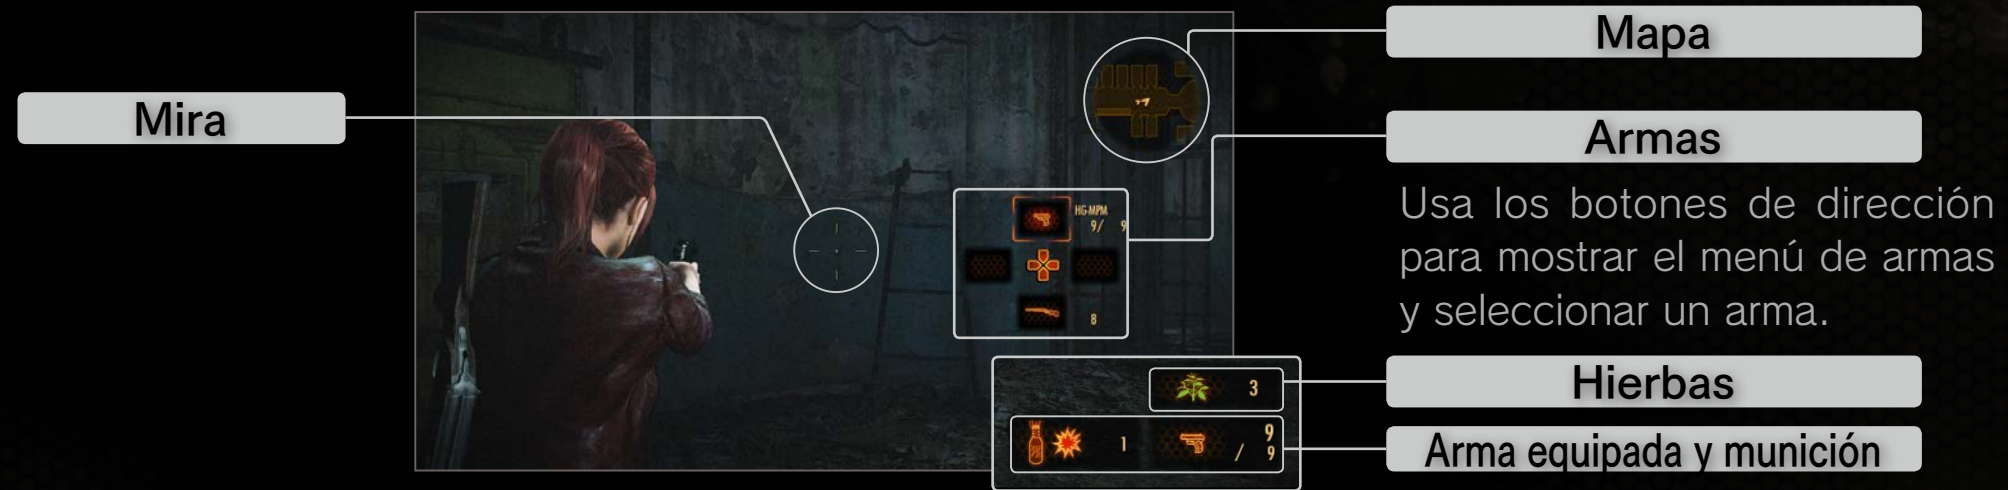 Mapa
Mira
Armas
HG-MPM
9/ 9
8
Usa los botones de dirección
para mostrar el menú de armas
y seleccionar un arma.
3
Hierbas
1
9
/ 9
Arma equipada y munición